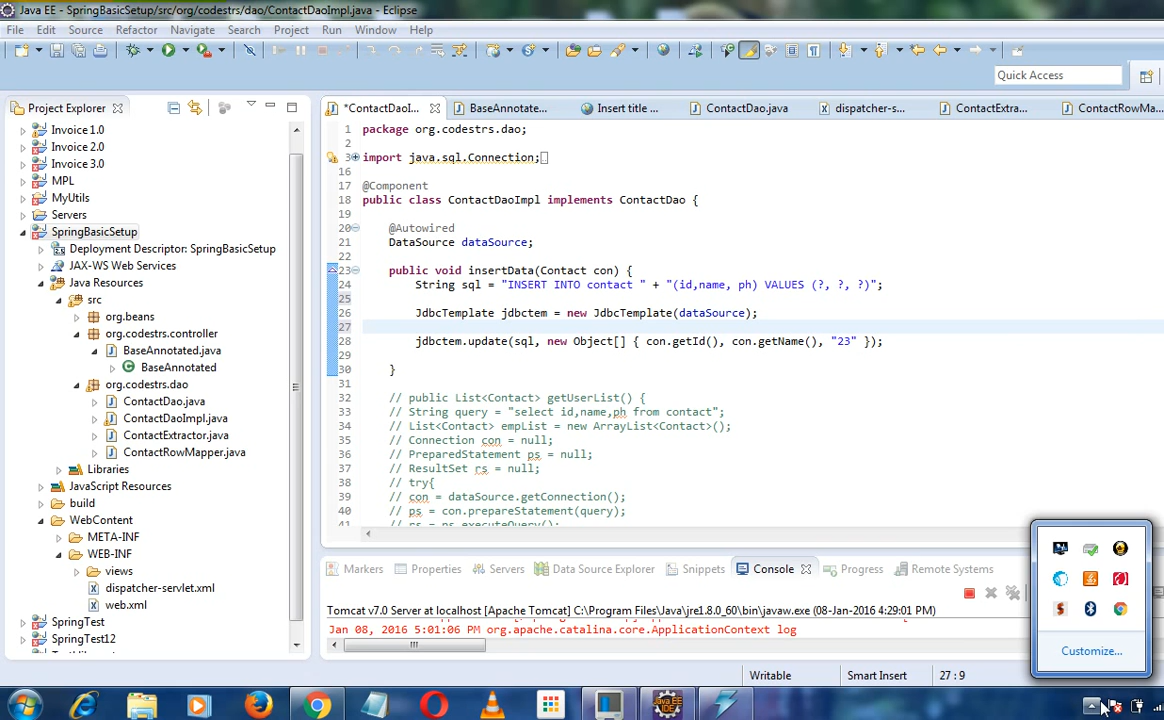 Java EE - SpringBasicSetup/src/org/codestrs/dao/ContactDaoImpl.java - Eclipse
File Edit Source Refactor Navigate Search Project Run Window Help
Quick Access
Project Explorer
*ContactDaoI... BaseAnnotate... Insert title ... ContactDao.java dispatcher-s... ContactExtra... ContactRowMa...
Invoice 1.0
Invoice 2.0
Invoice 3.0
MPL
MyUtils
Servers
SpringBasicSetup
Deployment Descriptor: SpringBasicSetup
JAX-WS Web Services
Java Resources
src
org.beans
org.codestrs.controller
BaseAnnotated.java
BaseAnnotated
org.codestrs.dao
ContactDao.java
ContactDaoImpl.java
ContactExtractor.java
ContactRowMapper.java
Libraries
JavaScript Resources
build
WebContent
META-INF
WEB-INF
views
dispatcher-servlet.xml
web.xml
SpringTest
SpringTest12
1 package org.codestrs.dao;
2
3 import java.sql.Connection;
16
17 @Component
18 public class ContactDaoImpl implements ContactDao {
19
20 @Autowired
21 DataSource dataSource;
22
23 public void insertData(Contact con) {
24 String sql = "INSERT INTO contact " + "(id,name, ph) VALUES (?, ?, ?)";
25
26 JdbcTemplate jdbctem = new JdbcTemplate(dataSource);
27
28 jdbctem.update(sql, new Object[] { con.getId(), con.getName(), "23" });
29
30 }
31
32 // public List<Contact> getUserList() {
33 // String query = "select id,name,ph from contact";
34 // List<Contact> empList = new ArrayList<Contact>();
35 // Connection con = null;
36 // PreparedStatement ps = null;
37 // ResultSet rs = null;
38 // try{
39 // con = dataSource.getConnection();
40 // ps = con.prepareStatement(query);
41 // rs = ps.executeQuery();
Markers Properties Servers Data Source Explorer Snippets Console Progress Remote Systems
Tomcat v7.0 Server at localhost [Apache Tomcat] C:\Program Files\Java\jre1.8.0_60\bin\javaw.exe (08-Jan-2016 4:29:01 PM)
Jan 08, 2016 5:01:06 PM org.apache.catalina.core.ApplicationContext log
Customize...
Writable Smart Insert 27 : 9